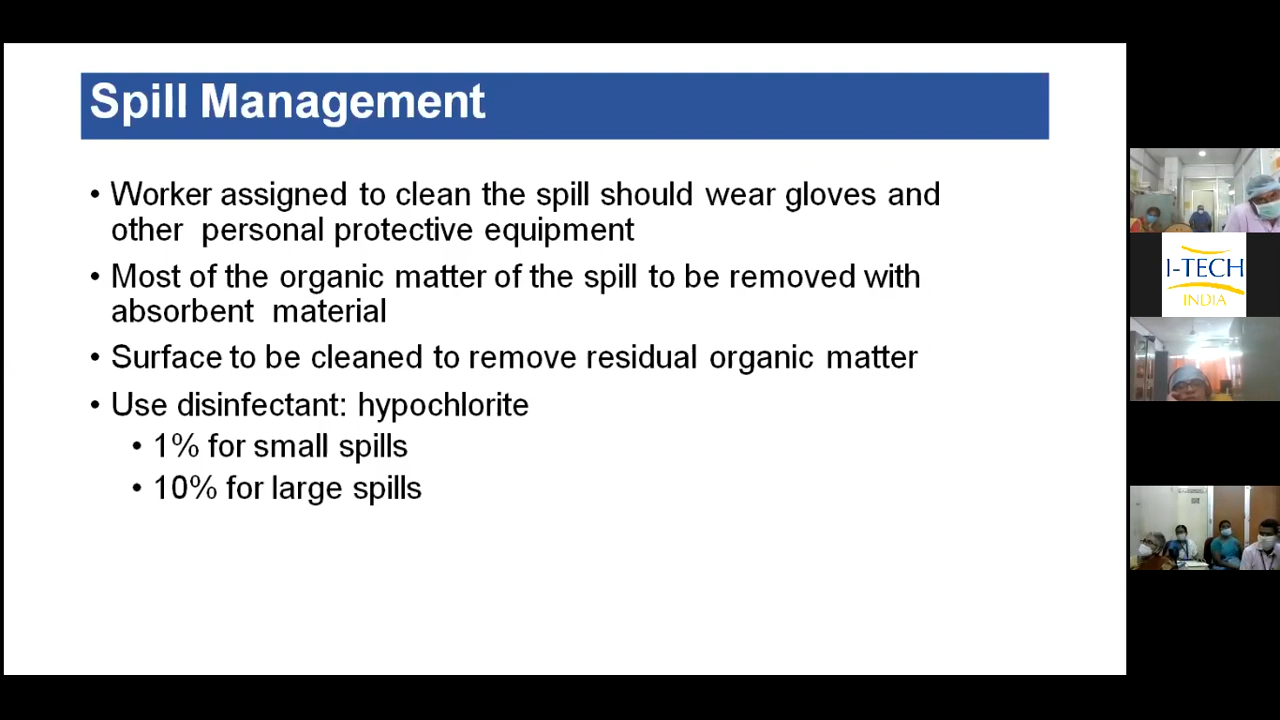 Spill Management
• Worker assigned to clean the spill should wear gloves and
other personal protective equipment
• Most of the organic matter of the spill to be removed with
absorbent material
• Surface to be cleaned to remove residual organic matter
• Use disinfectant: hypochlorite
• 1% for small spills
• 10% for large spills
I-TECH
INDIA